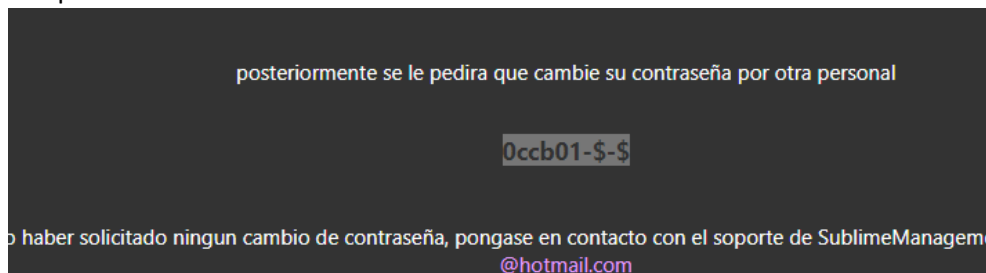 posteriormente se le pedira que cambie su contraseña por otra personal
0ccb01-$-$
haber solicitado ningun cambio de contraseña, pongase en contacto con el soporte de
@hotmail.com